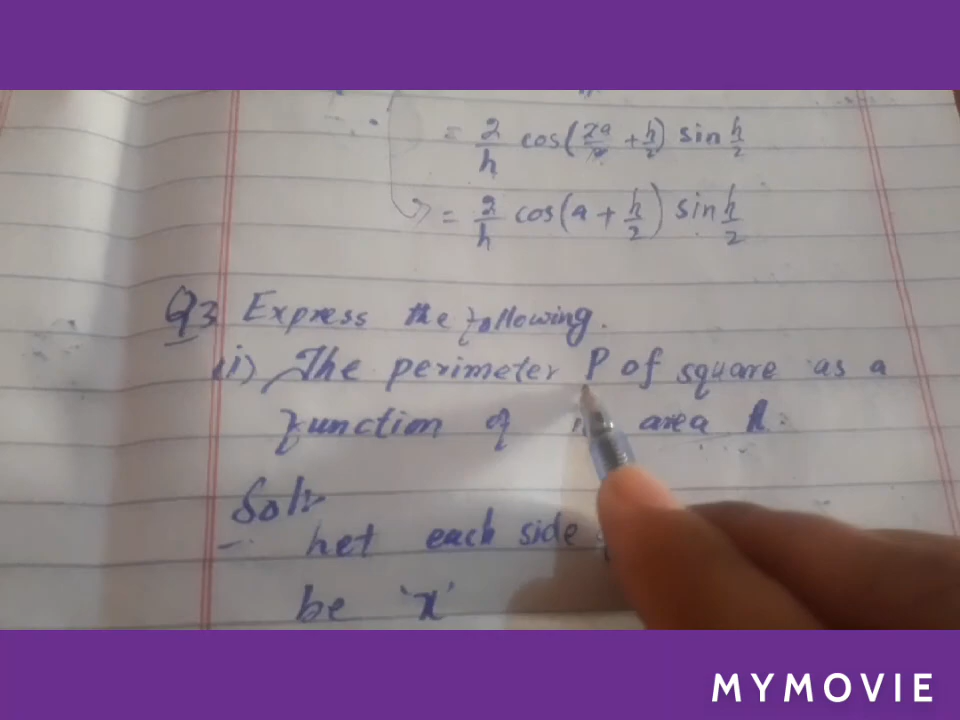 = 2/h cos(2a/2 + h/2) sin h/2
= 2/h cos(a + h/2) sin h/2
Q3 Express the following.
(i) The perimeter P of square as a
function of area A.
Sol:-
Let each side
be 'x'
MYMOVIE